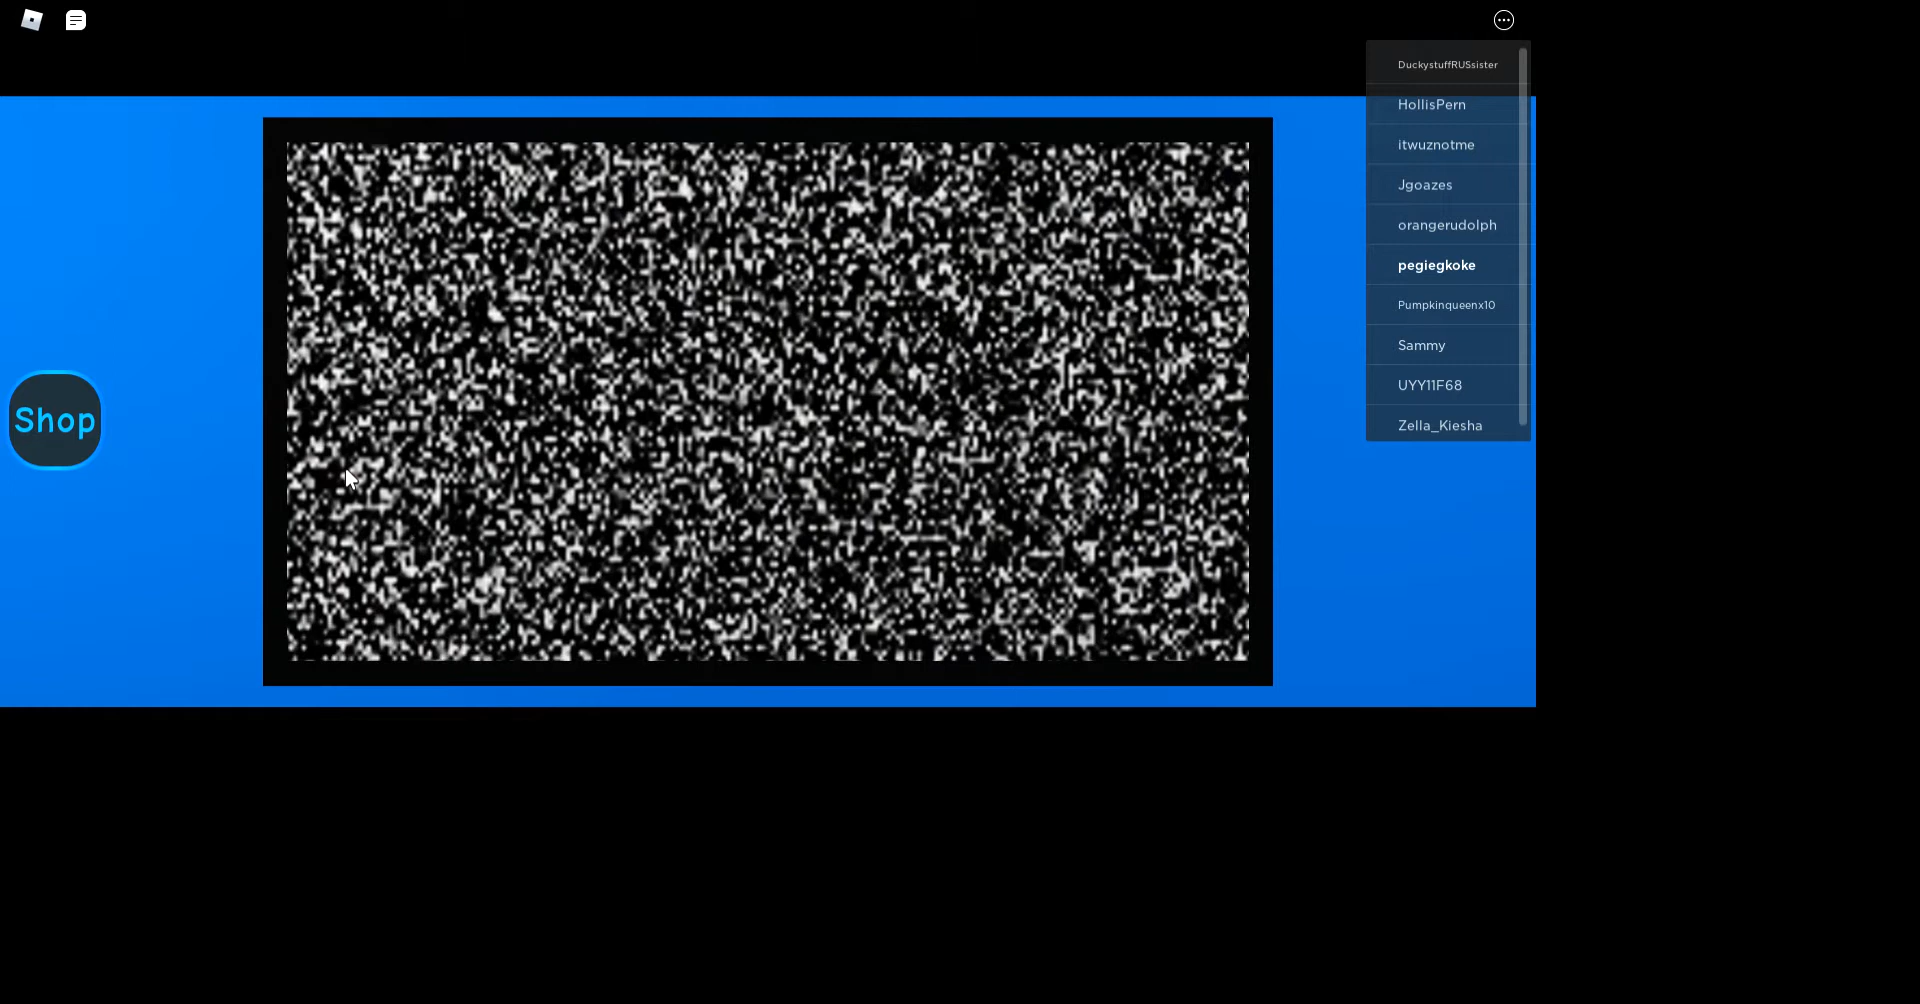 DuckystuffRUSsister
HollisPern
itwuznotme
Jgoazes
orangerudolph
pegiegkoke
Pumpkinqueenx10
Sammy
UYY11F68
Shop
Zella_Kiesha